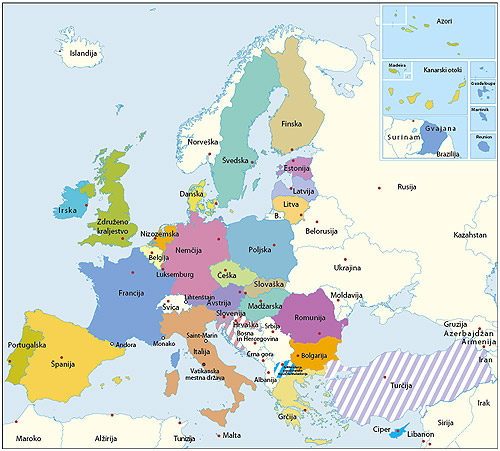 Islandija
Azori
Madeira
Kanarski otoki
Guadeloupe
Martinik
Reunion
Surinam
Gvajana
Brazilija
Finska
Norveška
Švedska
Estonija
Rusija
Latvija
Danska
Litva
Irska
Združeno
kraljestvo
B.
Belorusija
Nizozemska
Kazahstan
Nemčija
Poljska
Belgija
Ukrajina
Luksemburg
Češka
Slovaška
Francija
Lihtenštajn
Moldavija
Švica
Avstrija
Madžarska
Slovenija
Romunija
Hrvaška
Srbija
Gruzija
Bosna
in Hercegovina
Azerbajdžan
San-Marino
Armenija
Portugalska
Andora
Monako
Črna gora
Bolgarija
Italija
Iran
Španija
Vatikanska
mestna država
Albanija
Turčija
Grčija
Irak
Ciper
Sirija
Libanon
Maroko
Alžirija
Tunizija
Malta